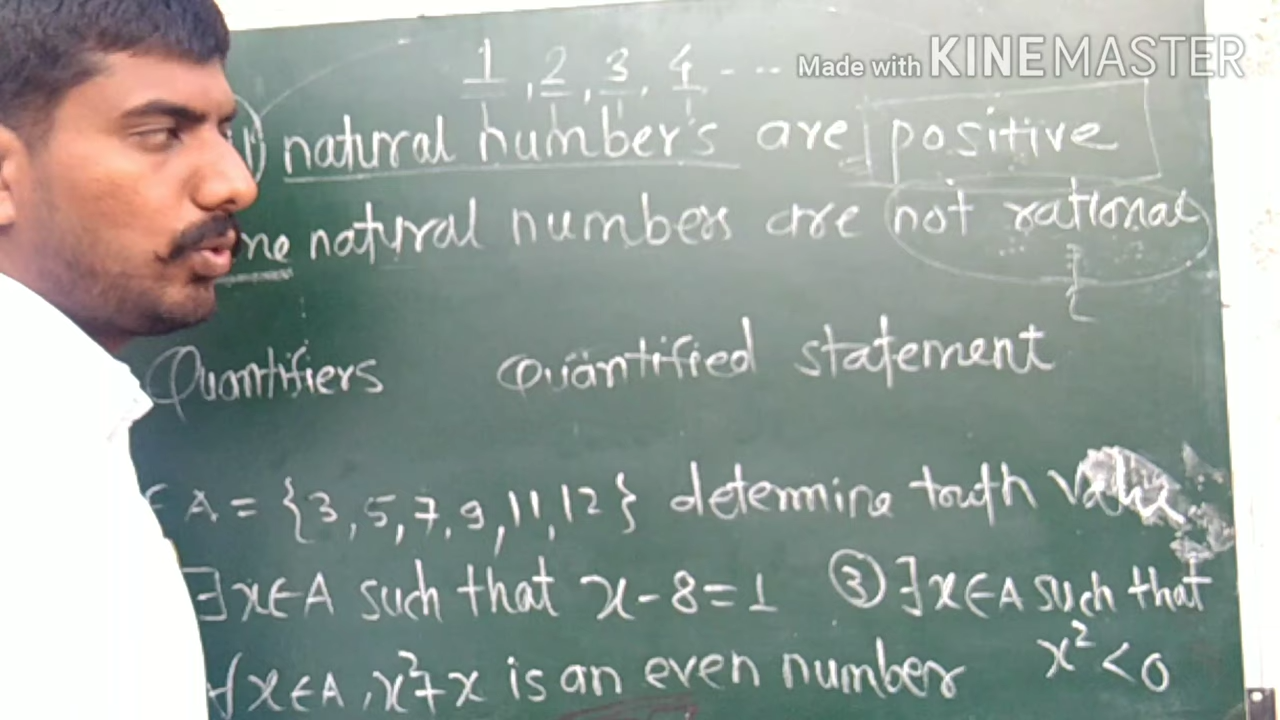 1, 2, 3, 4, ---
Made with KINEMASTER
natural number's are positive
natural numbers are not rational
Quantifiers Quantified statement
A = {3, 5, 7, 9, 11, 12} determine truth value
∃ x∈A such that x - 8 = 1 ③ ∃ x∈A such that
∀ x∈A, x²+x is an even number x² < 0